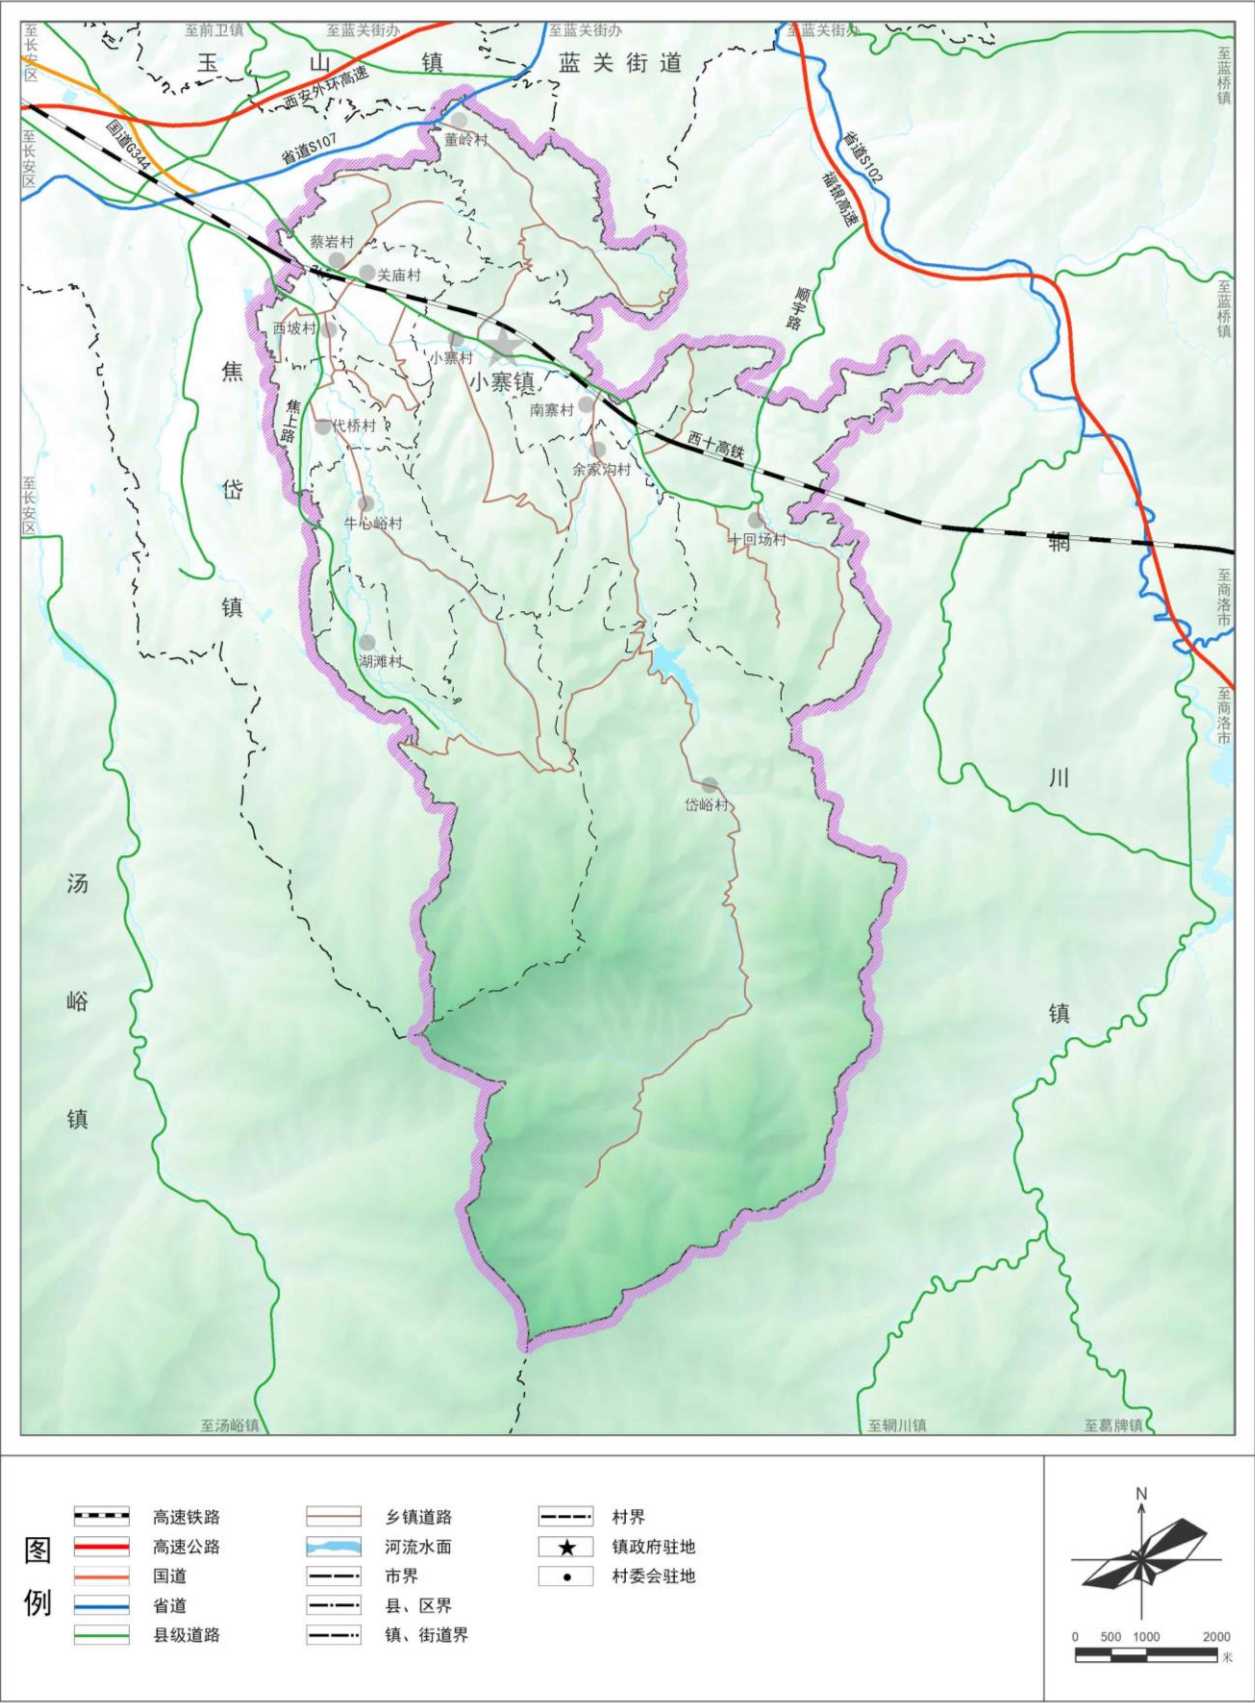 至长安区
至前卫镇
至蓝关街办
至蓝关街办
至蓝关街办
玉山镇
蓝关街道
至蓝桥镇
西安外环高速
国道G344
省道S107
省道S102
至长安区
董岭村
福银高速
蔡岩村
关庙村
顺宇路
至蓝桥镇
西坡村
小寨村
小寨镇
焦岱镇
焦上路
南寨村
代桥村
西十高铁
余家沟村
至长安区
牛心峪村
十回场村
辋川镇
至商洛市
湖滩村
至商洛市
岱峪村
汤峪镇
至汤峪镇
至辋川镇
至葛牌镇
图例
高速铁路
高速公路
国道
省道
县级道路
乡镇道路
河流水面
市界
县、区界
镇、街道界
村界
镇政府驻地
村委会驻地
N
0 500 1000 2000
米